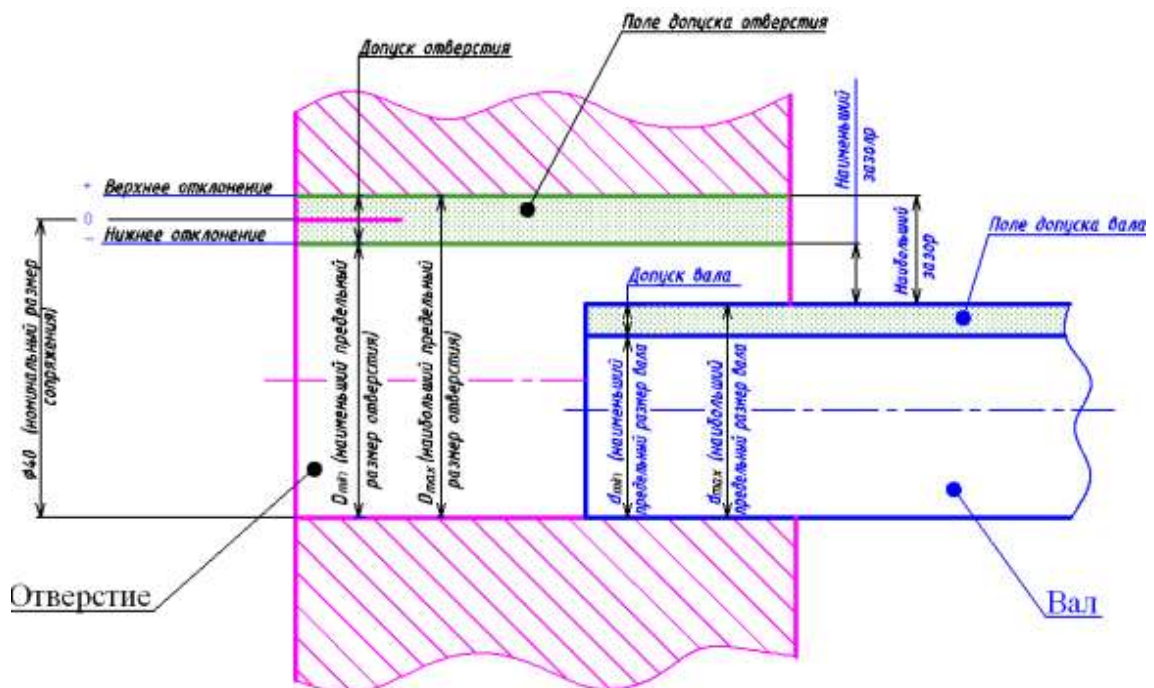 Поле допуска отверстия
Допуск отверстия
Наименьший
зазолр
+
Верхнее отклонение
0
–
Нижнее отклонение
Наибольший
зазор
Поле допуска вала
Допуск вала
ϕ40 (номинальный размер
сопряжения)
Dmin (наименьший предельный
размер отверстия)
Dmax (наибольший предельный
размер отверстия)
dmin (наименьший
предельный размер вала
dmax (наибольший
предельный размер вала
Отверстие
Вал